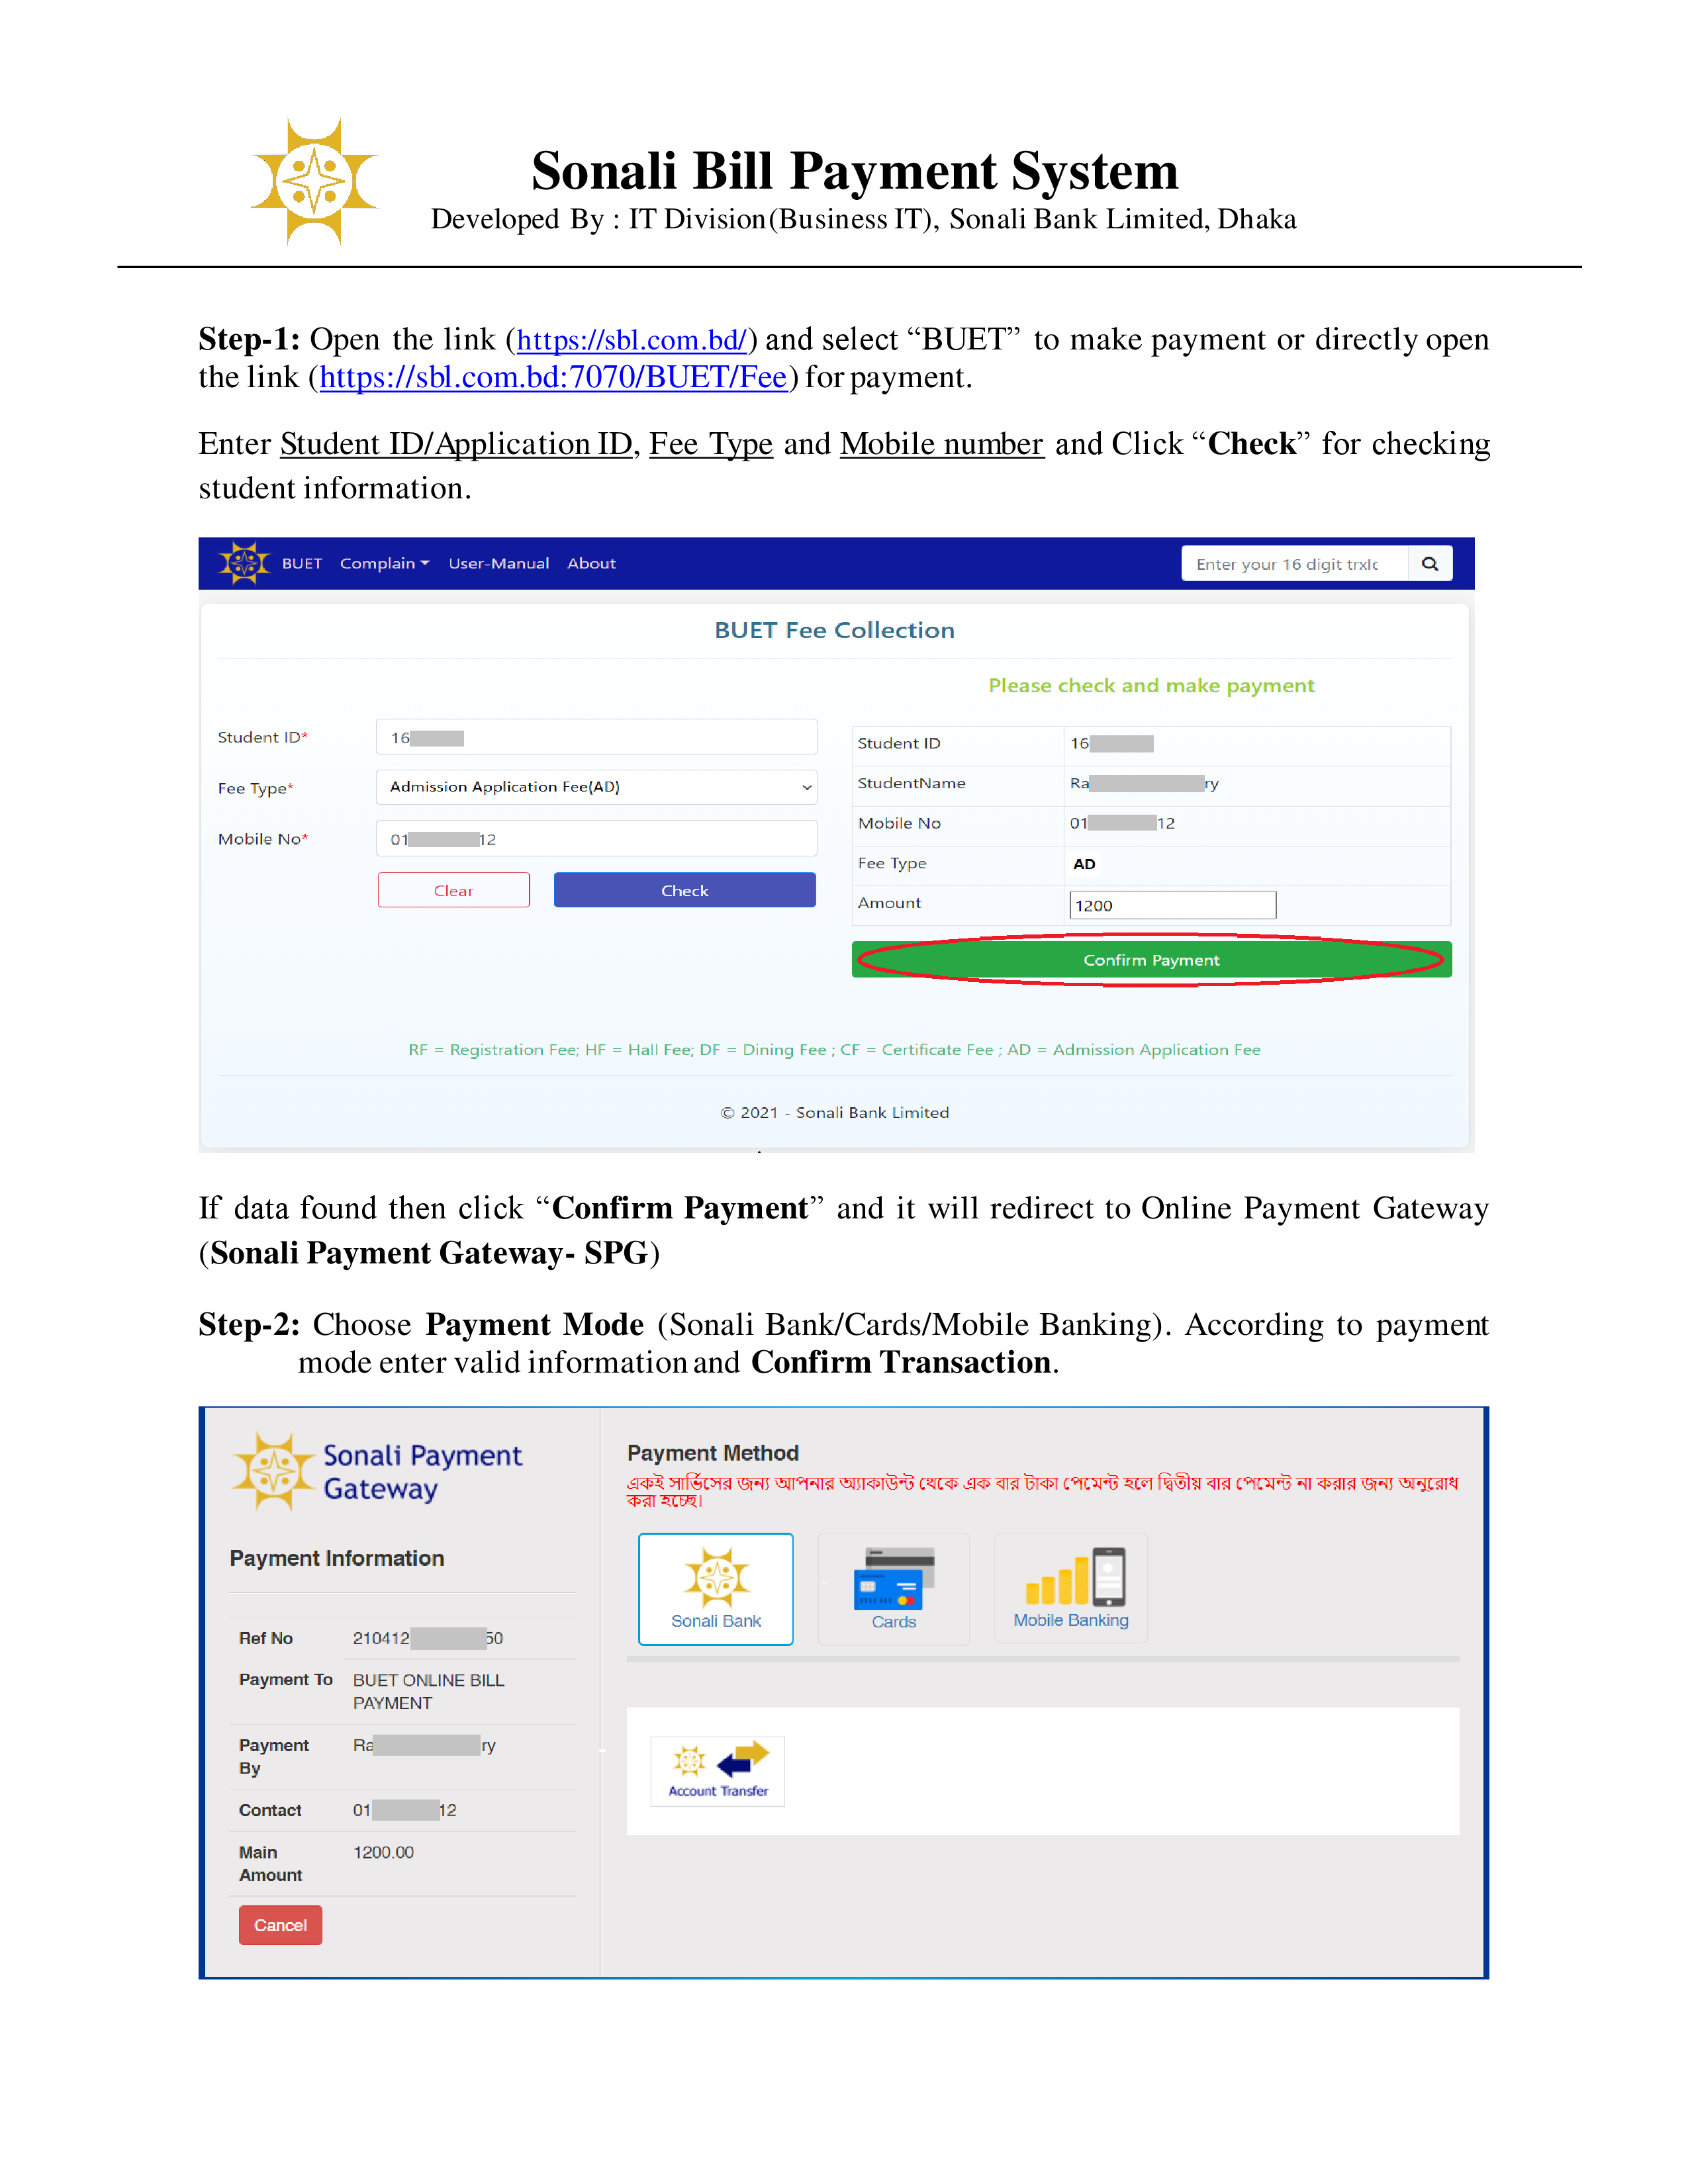 Sonali Bill Payment System
Developed By : IT Division(Business IT), Sonali Bank Limited, Dhaka
Step-1: Open the link (https://sbl.com.bd/) and select “BUET” to make payment or directly open
the link (https://sbl.com.bd:7070/BUET/Fee) for payment.
Enter Student ID/Application ID, Fee Type and Mobile number and Click “Check” for checking
student information.
BUET Complain User-Manual About Enter your 16 digit trxIc
BUET Fee Collection
Please check and make payment
Student ID* 16
Fee Type* Admission Application Fee(AD)
Mobile No* 01 12
Clear Check
Student ID 16
StudentName Ra ry
Mobile No 01 12
Fee Type AD
Amount 1200
Confirm Payment
RF = Registration Fee; HF = Hall Fee; DF = Dining Fee ; CF = Certificate Fee ; AD = Admission Application Fee
© 2021 - Sonali Bank Limited
If data found then click “Confirm Payment” and it will redirect to Online Payment Gateway
(Sonali Payment Gateway- SPG)
Step-2: Choose Payment Mode (Sonali Bank/Cards/Mobile Banking). According to payment
mode enter valid information and Confirm Transaction.
Sonali Payment
Gateway
Payment Information
Ref No 210412 50
Payment To BUET ONLINE BILL
PAYMENT
Payment Ra ry
By
Contact 01 12
Main 1200.00
Amount
Cancel
Payment Method
একই সার্ভিসের জন্য আপনার অ্যাকাউন্ট থেকে এক বার টাকা পেমেন্ট হলে দ্বিতীয় বার পেমেন্ট না করার জন্য অনুরোধ
করা হচ্ছে।
Sonali Bank Cards Mobile Banking
Account Transfer